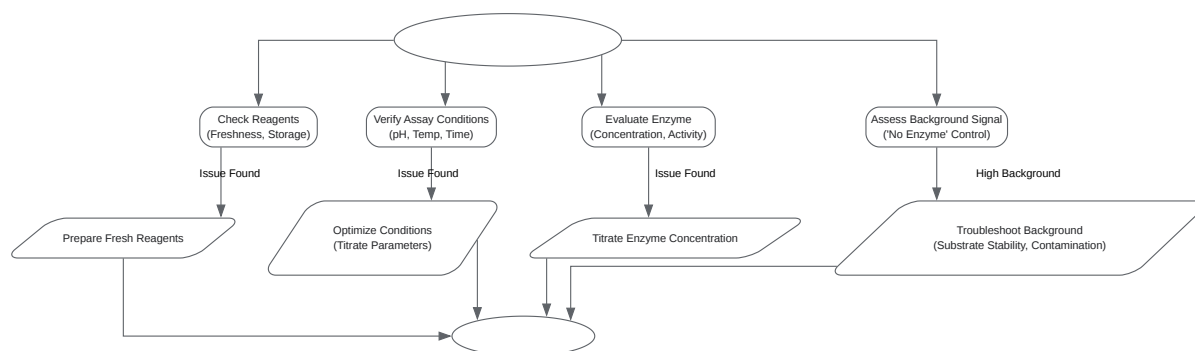 Check Reagents
(Freshness, Storage)
Verify Assay Conditions
(pH, Temp, Time)
Evaluate Enzyme
(Concentration, Activity)
Assess Background Signal
('No Enzyme' Control)
Issue Found
Issue Found
Issue Found
High Background
Prepare Fresh Reagents
Optimize Conditions
(Titrate Parameters)
Titrate Enzyme Concentration
Troubleshoot Background
(Substrate Stability, Contamination)